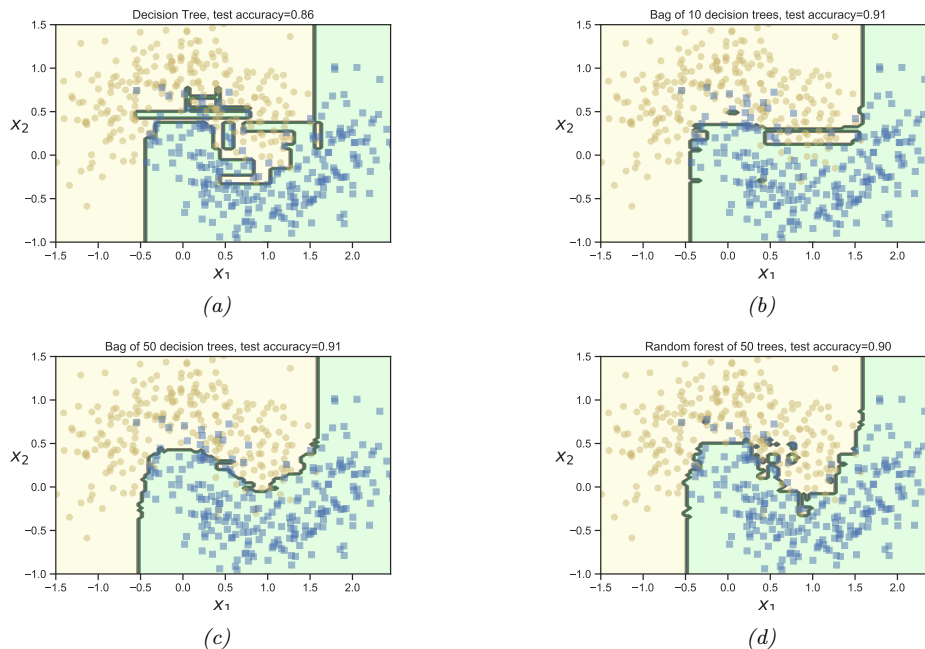 Decision Tree, test accuracy=0.86
1.5
1.0
0.5
X2
0.0
−0.5
−1.0
−1.5 −1.0 −0.5 0.0 0.5 1.0 1.5 2.0
X1
(a)
Bag of 10 decision trees, test accuracy=0.91
1.5
1.0
0.5
X2
0.0
−0.5
−1.0
−1.5 −1.0 −0.5 0.0 0.5 1.0 1.5 2.0
X1
(b)
Bag of 50 decision trees, test accuracy=0.91
1.5
1.0
0.5
X2
0.0
−0.5
−1.0
−1.5 −1.0 −0.5 0.0 0.5 1.0 1.5 2.0
X1
(c)
Random forest of 50 trees, test accuracy=0.90
1.5
1.0
0.5
X2
0.0
−0.5
−1.0
−1.5 −1.0 −0.5 0.0 0.5 1.0 1.5 2.0
X1
(d)